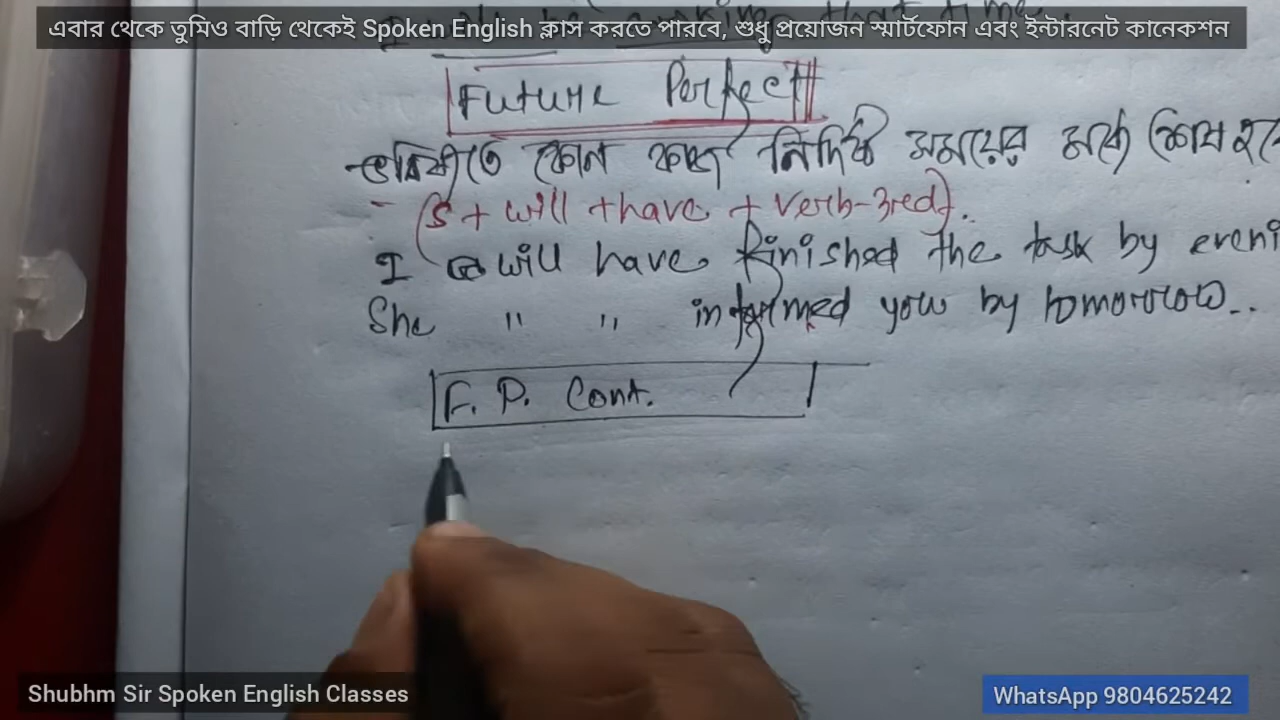 এবার থেকে তুমিও বাড়ি থেকেই Spoken English ক্লাস করতে পারবে, শুধু প্রয়োজন স্মার্টফোন এবং ইন্টারনেট কানেকশন
Future Perfect
ভবিষ্যতে কোন কাজ নির্দিষ্ট সময়ের মধ্যে শেষ হবে
(S + will + have + verb-3red).
I will have finished the task by eveni
She " " informed you by tomorrow..
F. P. Cont.
Shubhm Sir Spoken English Classes
WhatsApp 9804625242